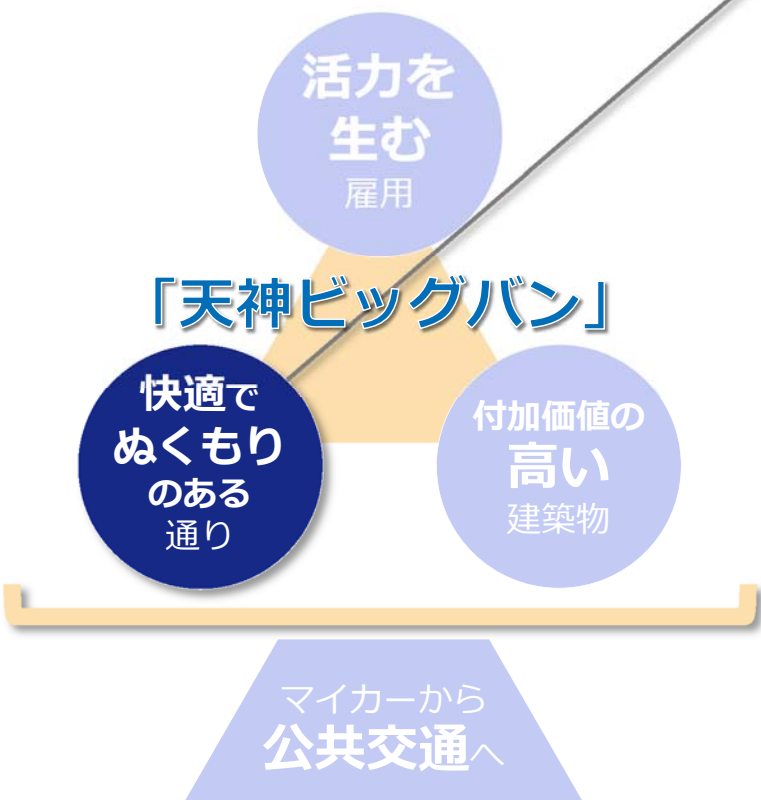 活力を
生む
雇用
「天神ビッグバン」
快適で
ぬくもり
のある
通り
付加価値の
高い
建築物
マイカーから
公共交通へ